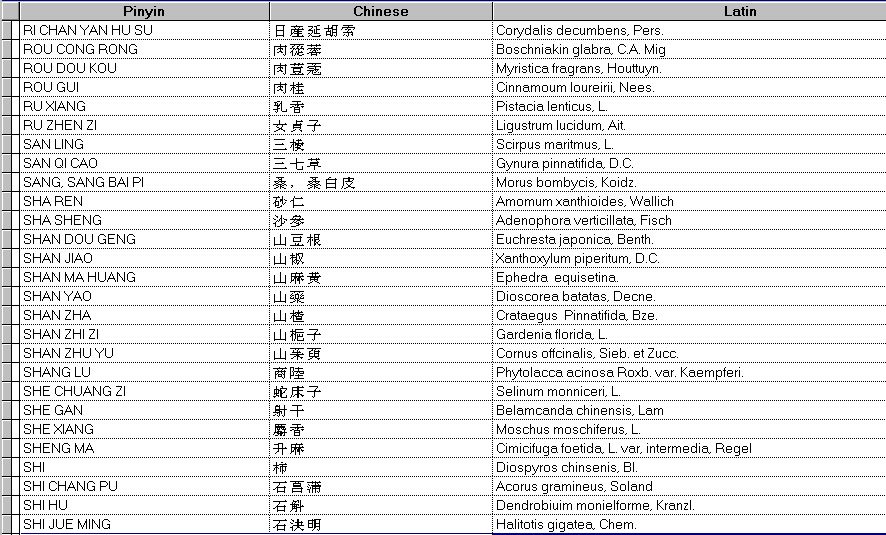 Pinyin Chinese Latin
RI CHAN YAN HU SU 日產延胡索 Corydalis decumbens, Pers.
ROU CONG RONG 肉蓯蓉 Boschniakin glabra, C.A. Mig
ROU DOU KOU 肉荳蔻 Myristica fragrans, Houttuyn.
ROU GUI 肉桂 Cinnamoum loureirii, Nees.
RU XIANG 乳香 Pistacia lenticus, L.
RU ZHEN ZI 女貞子 Ligustrum lucidum, Ait.
SAN LING 三棱 Scirpus maritmus, L.
SAN QI CAO 三七草 Gynura pinnatifida, D.C.
SANG, SANG BAI PI 桑，桑白皮 Morus bombycis, Koidz.
SHA REN 砂仁 Amomum xanthioides, Wallich
SHA SHENG 沙參 Adenophora verticillata, Fisch
SHAN DOU GENG 山豆根 Euchresta japonica, Benth.
SHAN JIAO 山椒 Xanthoxylum piperitum, D.C.
SHAN MA HUANG 山麻黄 Ephedra equisetina.
SHAN YAO 山藥 Dioscorea batatas, Decne.
SHAN ZHA 山楂 Crataegus Pinnatifida, Bze.
SHAN ZHI ZI 山梔子 Gardenia florida, L.
SHAN ZHU YU 山茱萸 Cornus offcinalis, Sieb. et Zucc.
SHANG LU 商陸 Phytolacca acinosa Roxb. var. Kaempferi.
SHE CHUANG ZI 蛇床子 Selinum monniceri, L.
SHE GAN 射干 Belamcanda chinensis, Lam
SHE XIANG 麝香 Moschus moschiferus, L.
SHENG MA 升麻 Cimicifuga foetida, L. var, intermedia, Regel
SHI 柿 Diospyros chinsenis, Bl.
SHI CHANG PU 石菖蒲 Acorus gramineus, Soland
SHI HU 石斛 Dendrobium monielforme, Kranzl.
SHI JUE MING 石決明 Halitotis gigatea, Chem.